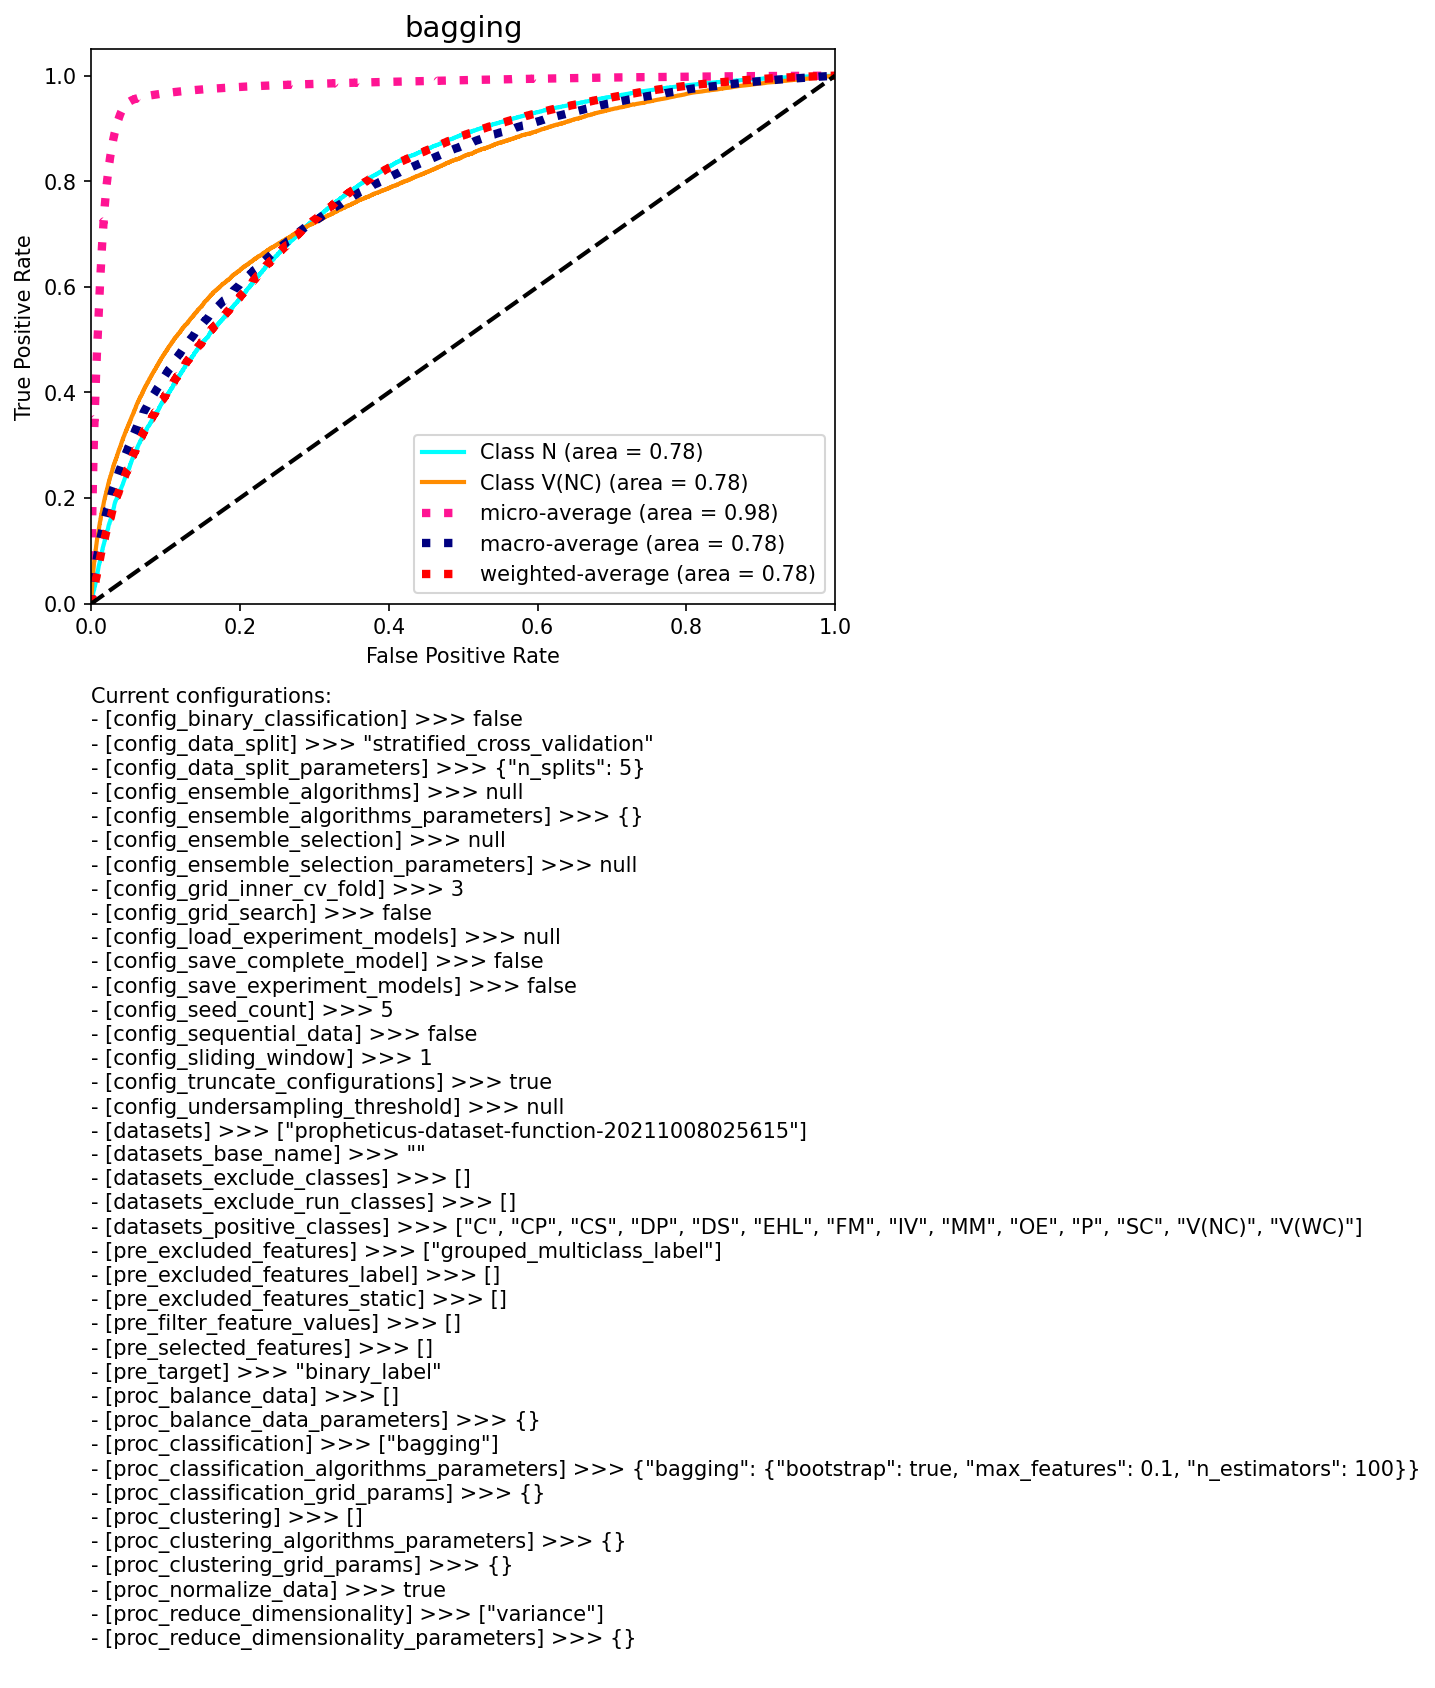 bagging
1.0
0.8
0.6
0.4
0.2
0.0
True Positive Rate
Class N (area = 0.78)
Class V(NC) (area = 0.78)
micro-average (area = 0.98)
macro-average (area = 0.78)
weighted-average (area = 0.78)
0.0 0.2 0.4 0.6 0.8 1.0
False Positive Rate
Current configurations:
- [config_binary_classification] >>> false
- [config_data_split] >>> "stratified_cross_validation"
- [config_data_split_parameters] >>> {"n_splits": 5}
- [config_ensemble_algorithms] >>> null
- [config_ensemble_algorithms_parameters] >>> {}
- [config_ensemble_selection] >>> null
- [config_ensemble_selection_parameters] >>> null
- [config_grid_inner_cv_fold] >>> 3
- [config_grid_search] >>> false
- [config_load_experiment_models] >>> null
- [config_save_complete_model] >>> false
- [config_save_experiment_models] >>> false
- [config_seed_count] >>> 5
- [config_sequential_data] >>> false
- [config_sliding_window] >>> 1
- [config_truncate_configurations] >>> true
- [config_undersampling_threshold] >>> null
- [datasets] >>> ["propheticus-dataset-function-20211008025615"]
- [datasets_base_name] >>> ""
- [datasets_exclude_classes] >>> []
- [datasets_exclude_run_classes] >>> []
- [datasets_positive_classes] >>> ["C", "CP", "CS", "DP", "DS", "EHL", "FM", "IV", "MM", "OE", "P", "SC", "V(NC)", "V(WC)"]
- [pre_excluded_features] >>> ["grouped_multiclass_label"]
- [pre_excluded_features_label] >>> []
- [pre_excluded_features_static] >>> []
- [pre_filter_feature_values] >>> []
- [pre_selected_features] >>> []
- [pre_target] >>> "binary_label"
- [proc_balance_data] >>> []
- [proc_balance_data_parameters] >>> {}
- [proc_classification] >>> ["bagging"]
- [proc_classification_algorithms_parameters] >>> {"bagging": {"bootstrap": true, "max_features": 0.1, "n_estimators": 100}}
- [proc_classification_grid_params] >>> {}
- [proc_clustering] >>> []
- [proc_clustering_algorithms_parameters] >>> {}
- [proc_clustering_grid_params] >>> {}
- [proc_normalize_data] >>> true
- [proc_reduce_dimensionality] >>> ["variance"]
- [proc_reduce_dimensionality_parameters] >>> {}